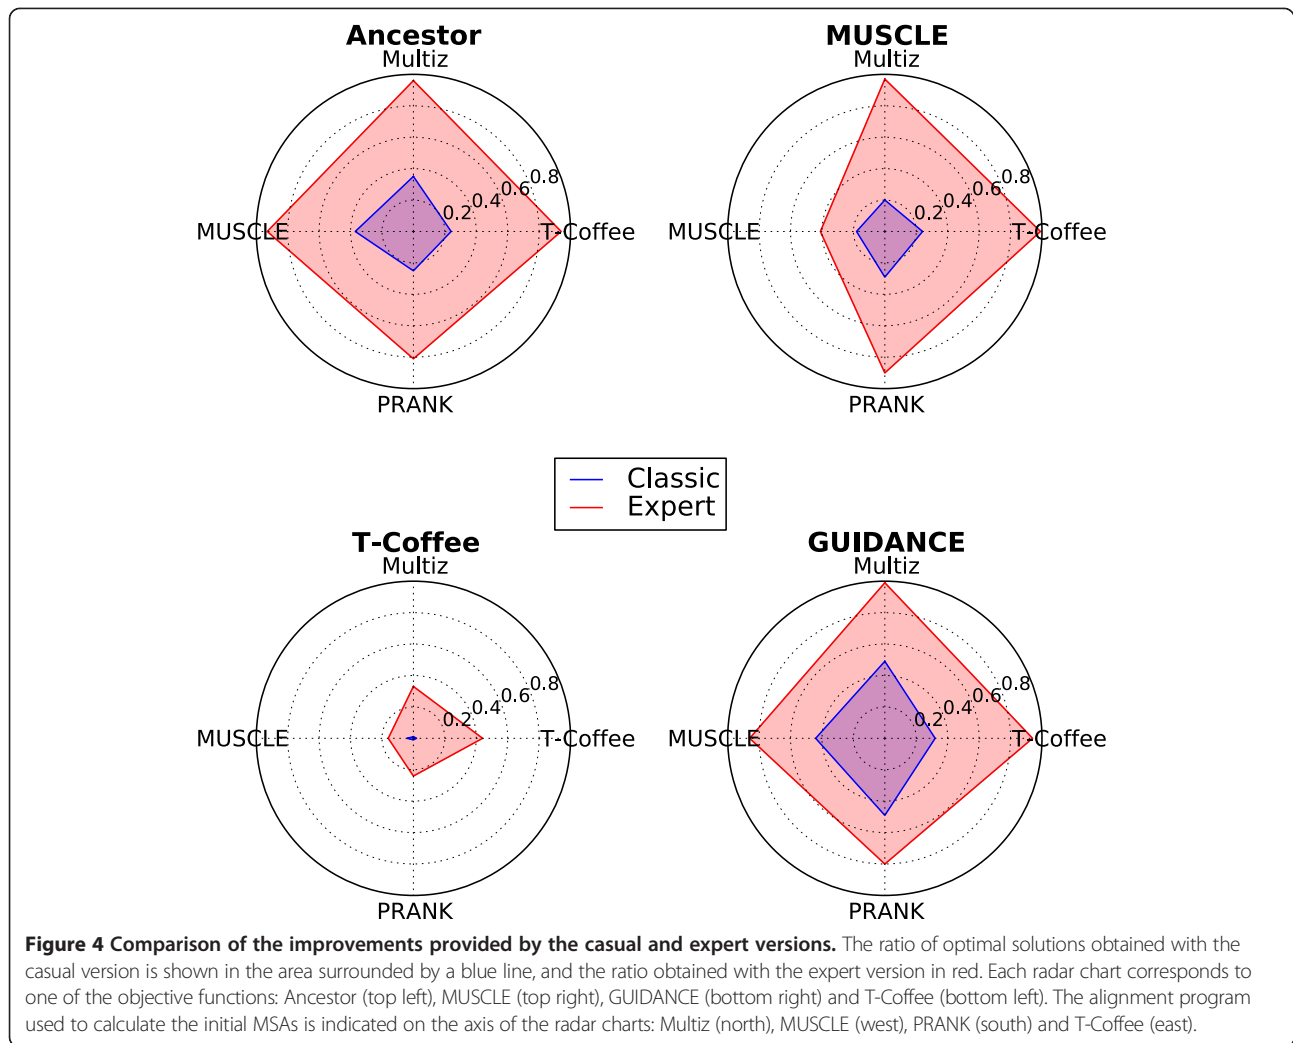 Ancestor
Multiz
0.8
0.6
0.4
0.2
MUSCLE
T-Coffee
PRANK
MUSCLE
Multiz
0.8
0.6
0.4
0.2
MUSCLE
T-Coffee
PRANK
Classic
Expert
T-Coffee
Multiz
0.8
0.6
0.4
0.2
MUSCLE
T-Coffee
PRANK
GUIDANCE
Multiz
0.8
0.6
0.4
0.2
MUSCLE
T-Coffee
PRANK
Figure 4 Comparison of the improvements provided by the casual and expert versions. The ratio of optimal solutions obtained with the
casual version is shown in the area surrounded by a blue line, and the ratio obtained with the expert version in red. Each radar chart corresponds to
one of the objective functions: Ancestor (top left), MUSCLE (top right), GUIDANCE (bottom right) and T-Coffee (bottom left). The alignment program
used to calculate the initial MSAs is indicated on the axis of the radar charts: Multiz (north), MUSCLE (west), PRANK (south) and T-Coffee (east).